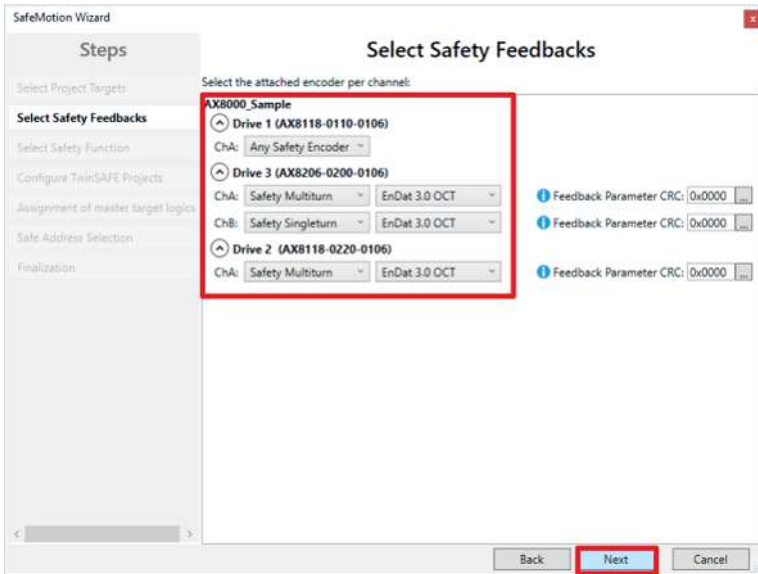 SafeMotion Wizard
x
Steps
Select Project Targets
Select Safety Feedbacks
Select Safety Function
Configure TwinSAFE Projects
Assignment of master target logics
Safe Address Selection
Finalization
Select Safety Feedbacks
Select the attached encoder per channel:
AX8000_Sample
Drive 1 (AX8118-0110-0106)
ChA: Any Safety Encoder
Drive 3 (AX8206-0200-0106)
ChA: Safety Multiturn EnDat 3.0 OCT Feedback Parameter CRC: 0x0000 ...
ChB: Safety Singleturn EnDat 3.0 OCT Feedback Parameter CRC: 0x0000 ...
Drive 2 (AX8118-0220-0106)
ChA: Safety Multiturn EnDat 3.0 OCT Feedback Parameter CRC: 0x0000 ...
Back Next Cancel